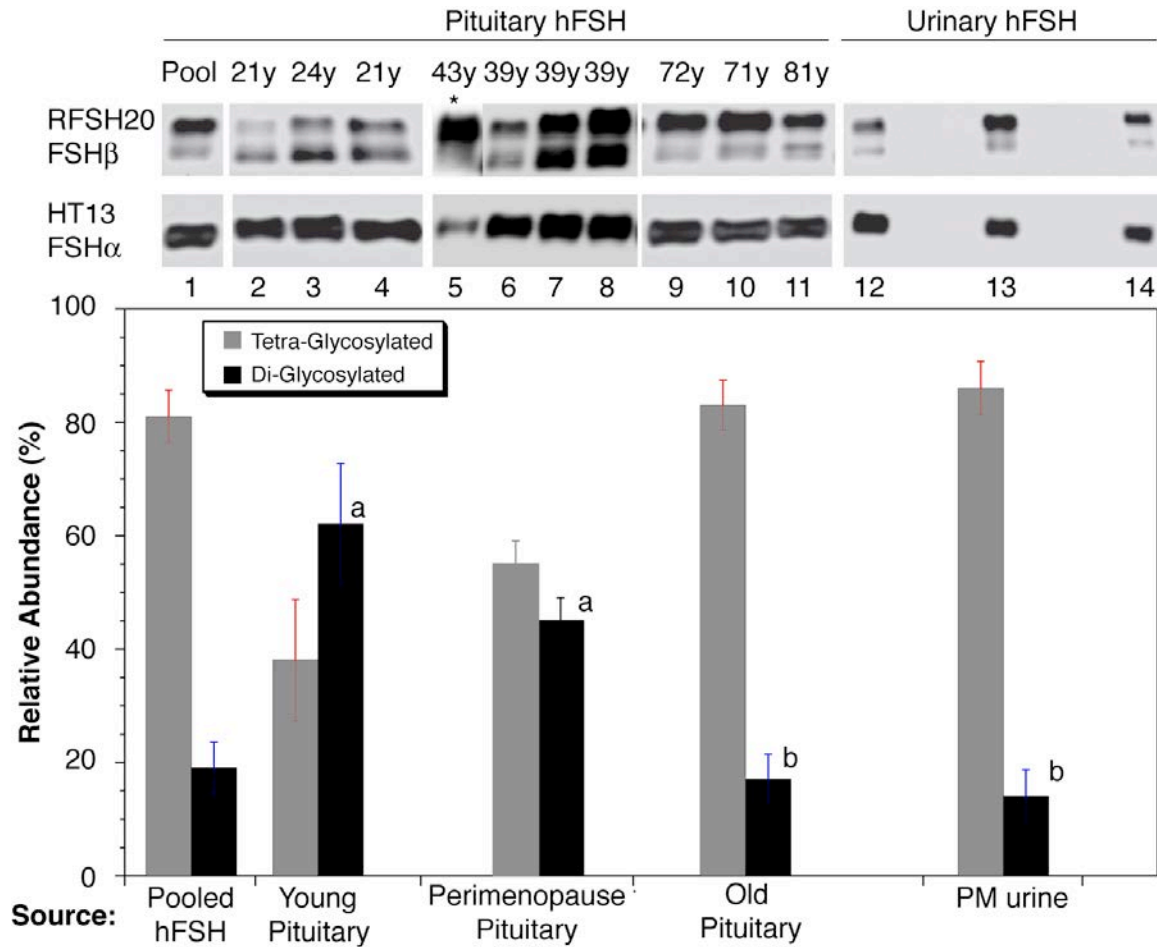 Pituitary hFSH Urinary hFSH
Pool 21y 24y 21y 43y 39y 39y 39y 72y 71y 81y
*
RFSH20
FSHβ
HT13
FSHα
1 2 3 4 5 6 7 8 9 10 11 12 13 14
100
Tetra-Glycosylated
Di-Glycosylated
80
60
40
20
0
Relative Abundance (%)
a
a
b
b
Source:
Pooled
hFSH
Young
Pituitary
Perimenopause
Pituitary
Old
Pituitary
PM urine